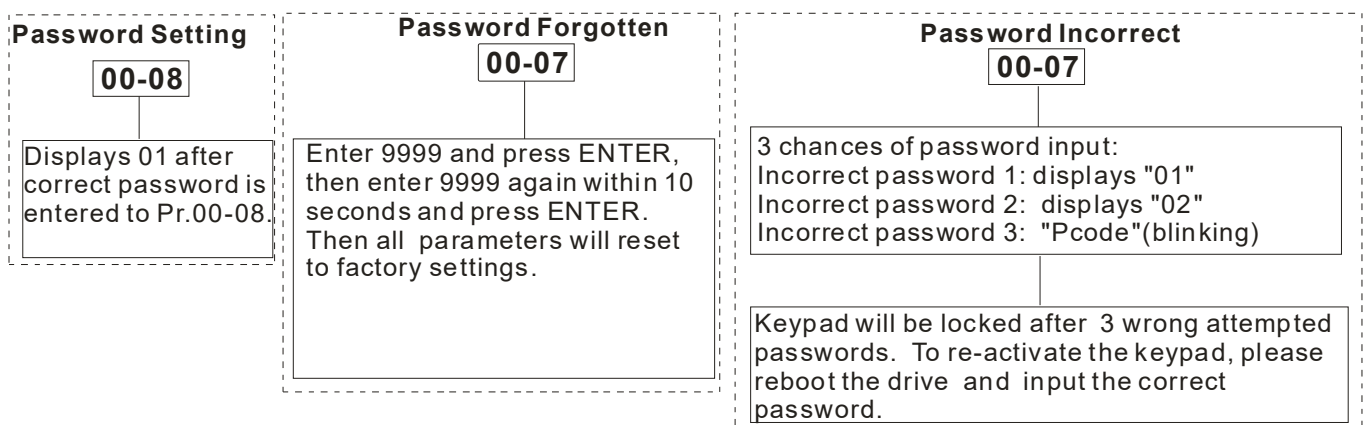 Password Setting
00-08
Displays 01 after
correct password is
entered to Pr.00-08.
Password Forgotten
00-07
Enter 9999 and press ENTER,
then enter 9999 again within 10
seconds and press ENTER.
Then all parameters will reset
to factory settings.
Password Incorrect
00-07
3 chances of password input:
Incorrect password 1: displays "01"
Incorrect password 2: displays "02"
Incorrect password 3: "Pcode"(blinking)
Keypad will be locked after 3 wrong attempted
passwords. To re-activate the keypad, please
reboot the drive and input the correct
password.